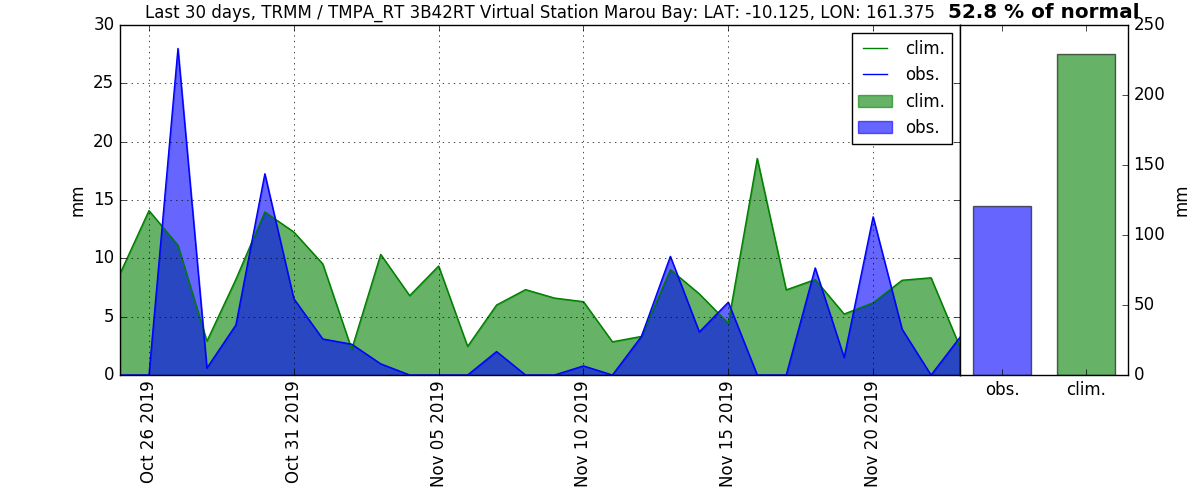 Last 30 days, TRMM / TMPA_RT 3B42RT Virtual Station Marou Bay: LAT: -10.125, LON: 161.375
52.8 % of normal
30
25
20
15
10
5
0
mm
clim.
obs.
clim.
obs.
Oct 26 2019
Oct 31 2019
Nov 05 2019
Nov 10 2019
Nov 15 2019
Nov 20 2019
250
200
150
100
50
0
mm
obs.
clim.